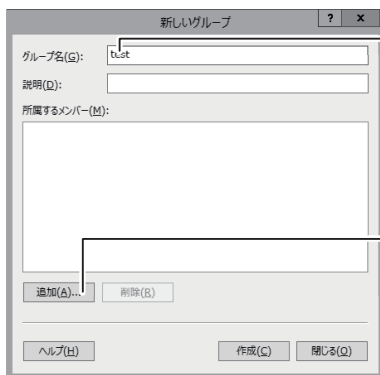 新しいグループ
? x
グループ名(G): test
説明(D):
所属するメンバー(M):
追加(A)... 削除(R)
ヘルプ(H) 作成(C) 閉じる(O)